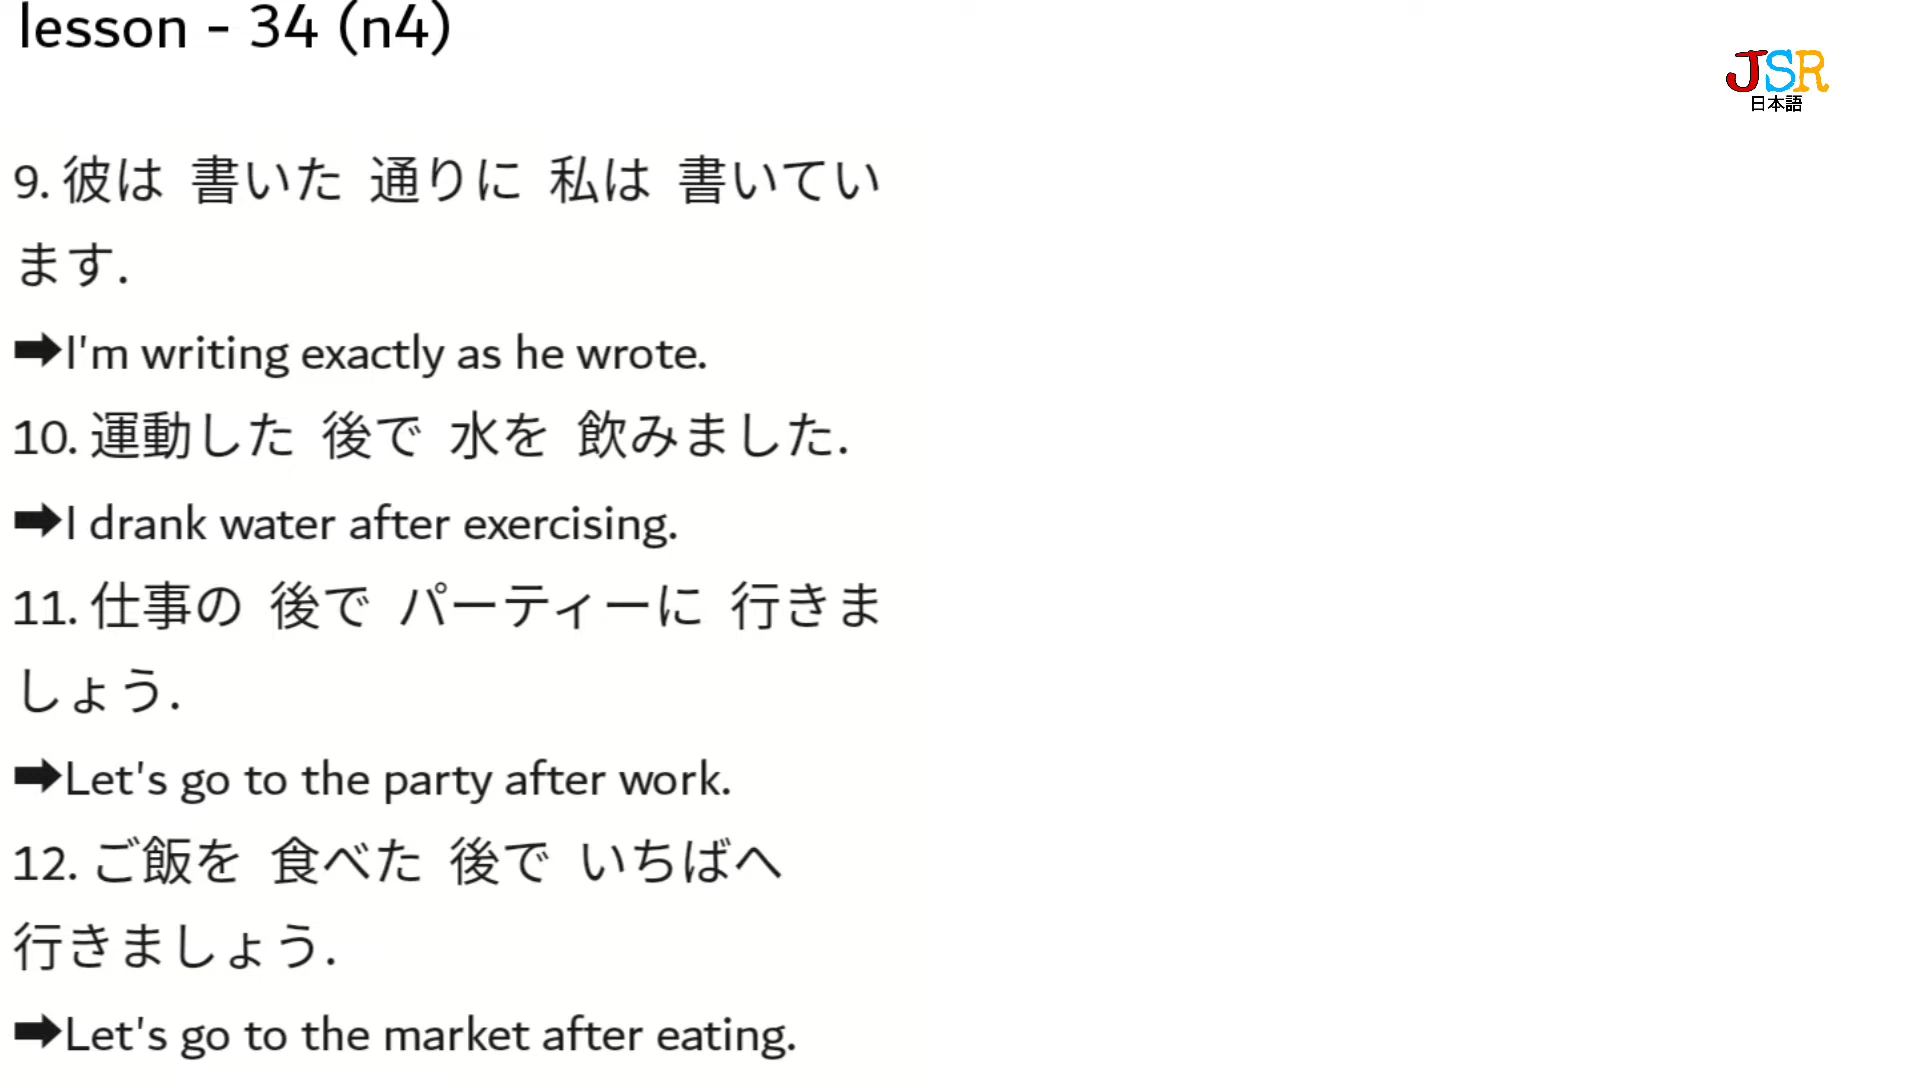 lesson - 34 (n4)
JSR
日本語
9. 彼は 書いた 通りに 私は 書いてい
ます.
➡I'm writing exactly as he wrote.
10. 運動した 後で 水を 飲みました.
➡I drank water after exercising.
11. 仕事の 後で パーティーに 行きま
しょう.
➡Let's go to the party after work.
12. ご飯を 食べた 後で いちばへ
行きましょう.
➡Let's go to the market after eating.